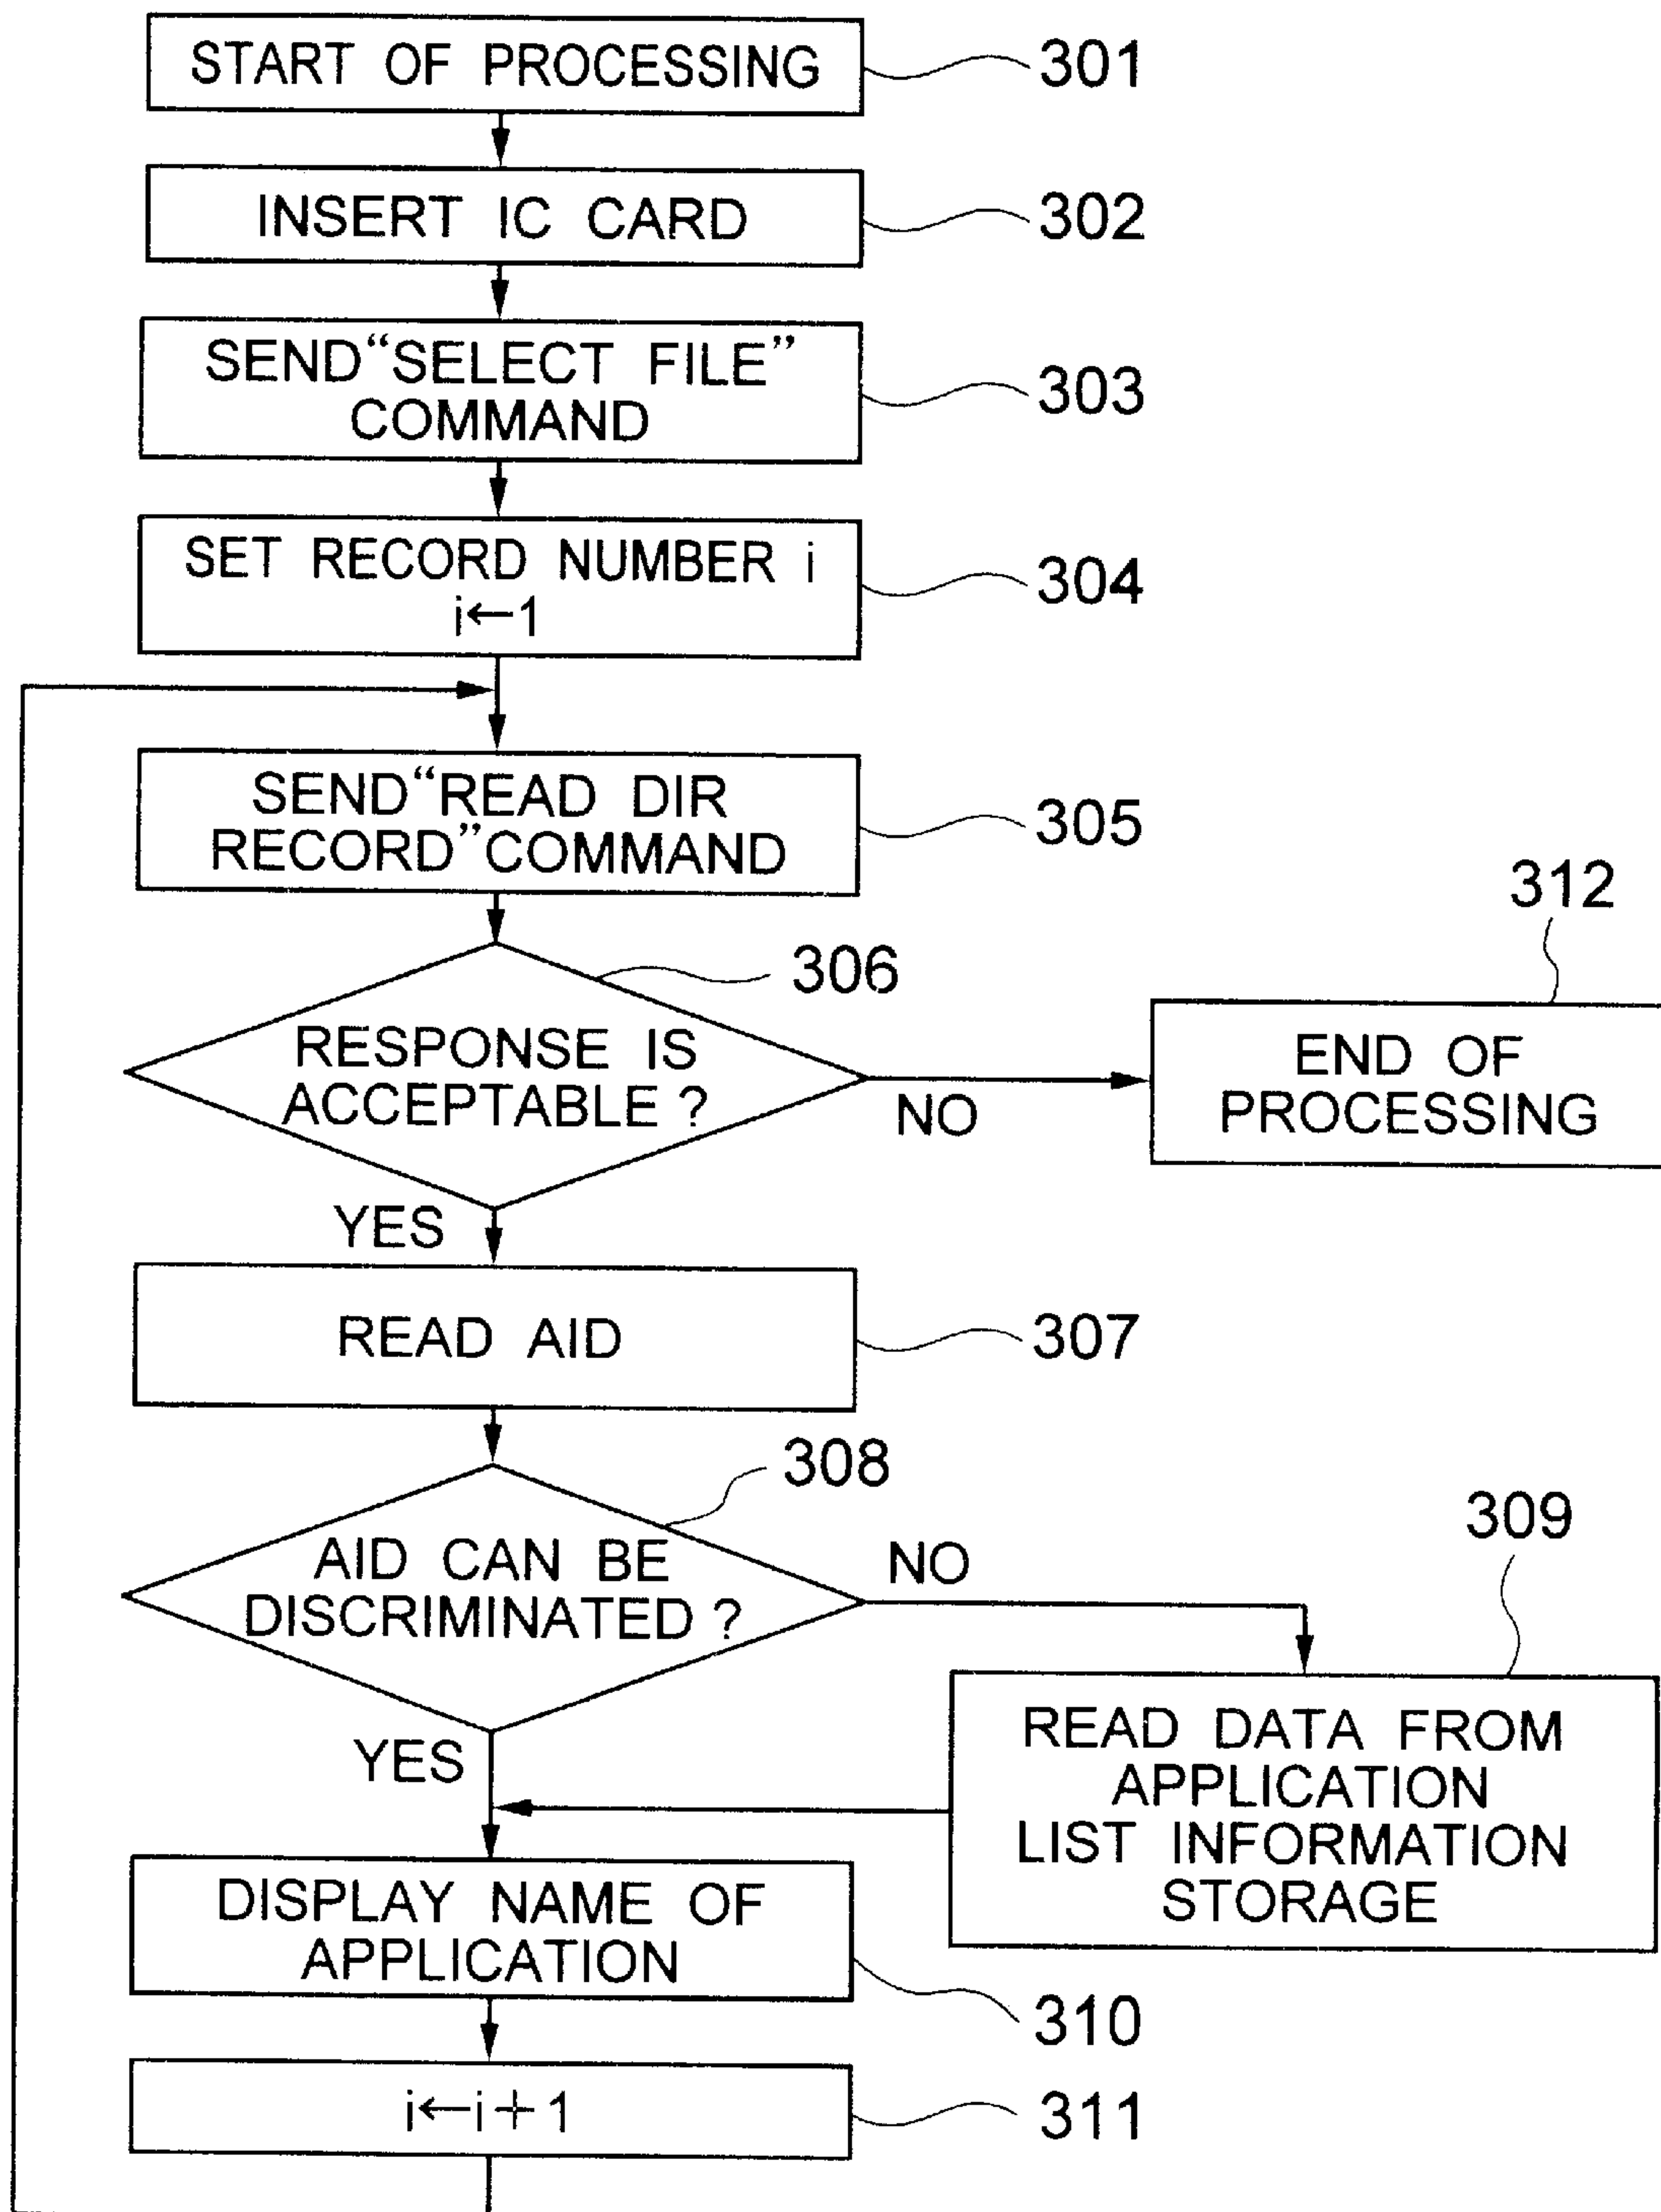 START OF PROCESSING
301
INSERT IC CARD
302
SEND“SELECT FILE”
COMMAND
303
SET RECORD NUMBER i
i←1
304
SEND“READ DIR
RECORD”COMMAND
305
312
306
RESPONSE IS
ACCEPTABLE ?
NO
END OF
PROCESSING
YES
READ AID
307
308
AID CAN BE
DISCRIMINATED ?
NO
309
YES
READ DATA FROM
APPLICATION
LIST INFORMATION
STORAGE
DISPLAY NAME OF
APPLICATION
310
i←i+1
311